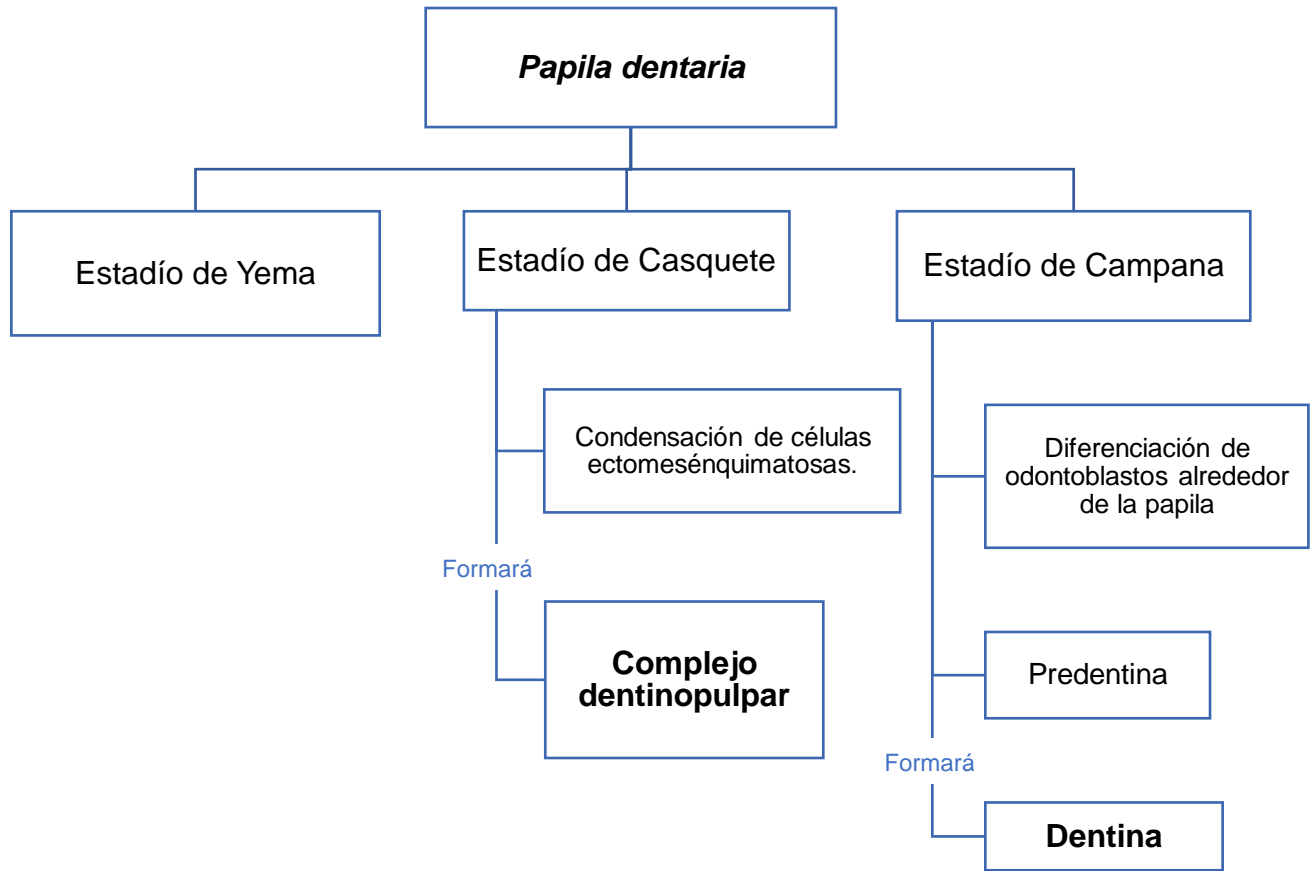 Papila dentaria
Estadío de Yema
Estadío de Casquete
Condensación de células
ectomesénquimatosas.
Formará
Complejo
dentinopulpar
Estadío de Campana
Diferenciación de
odontoblastos alrededor
de la papila
Predentina
Formará
Dentina